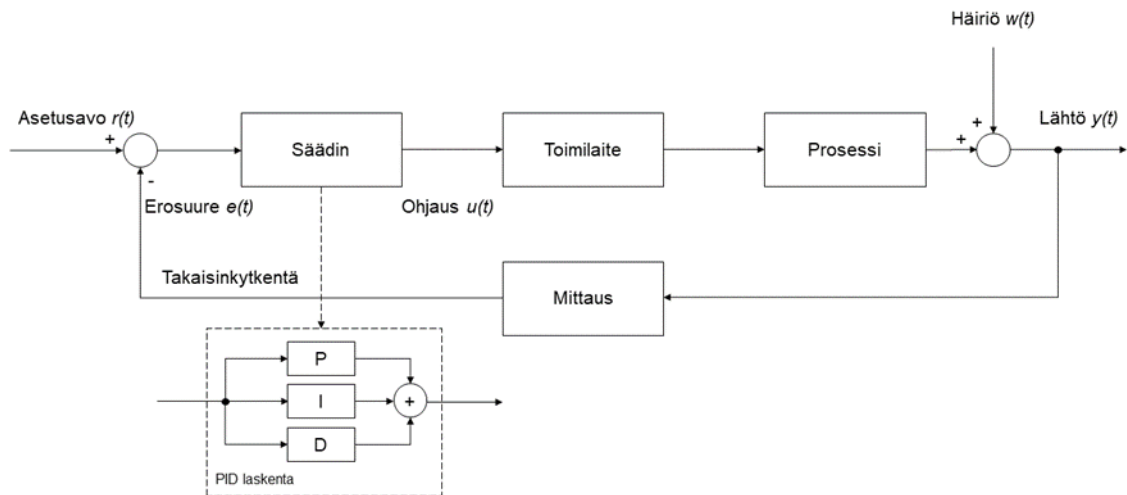 Häiriö w(t)
Asetusavo r(t)
+
-
Säädin
Toimilaite
Prosessi
+
+
Lähtö y(t)
Erosuure e(t)
Ohjaus u(t)
Takaisinkytkentä
Mittaus
P
I
D
+
PID laskenta